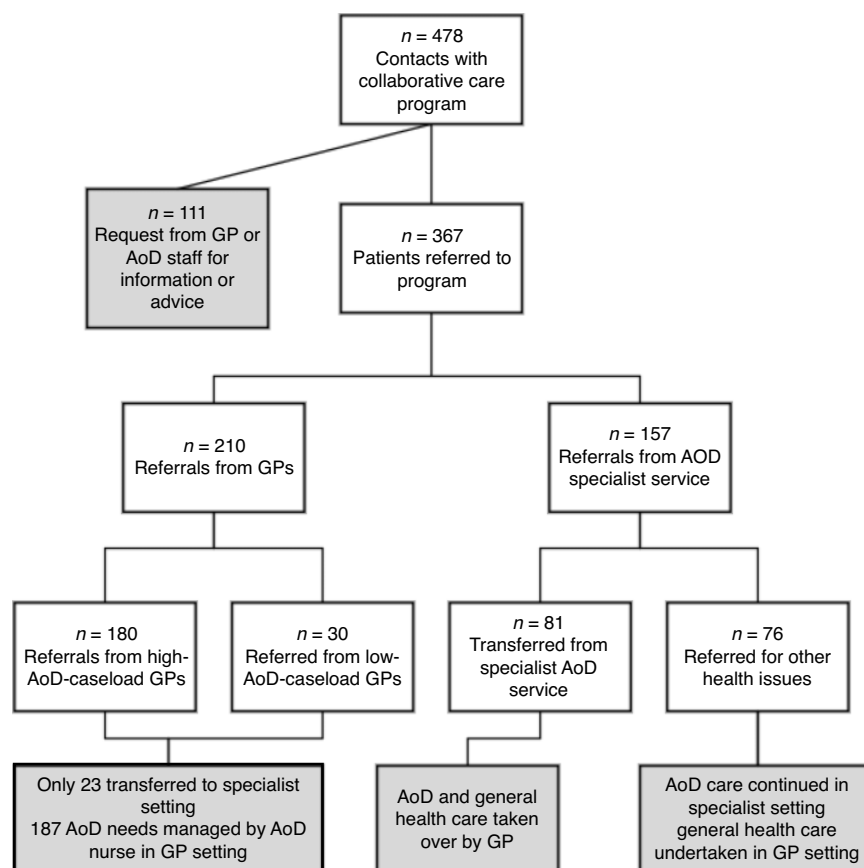 n = 478
Contacts with
collaborative care
program
n = 111
Request from GP or
AoD staff for
information or
advice
n = 367
Patients referred to
program
n = 210
Referrals from GPs
n = 157
Referrals from AOD
specialist service
n = 180
Referrals from high-
AoD-caseload GPs
n = 30
Referred from low-
AoD-caseload GPs
n = 81
Transferred from
specialist AoD
service
n = 76
Referred for other
health issues
Only 23 transferred to specialist
setting
187 AoD needs managed by AoD
nurse in GP setting
AoD and general
health care taken
over by GP
AoD care continued in
specialist setting
general health care
undertaken in GP setting